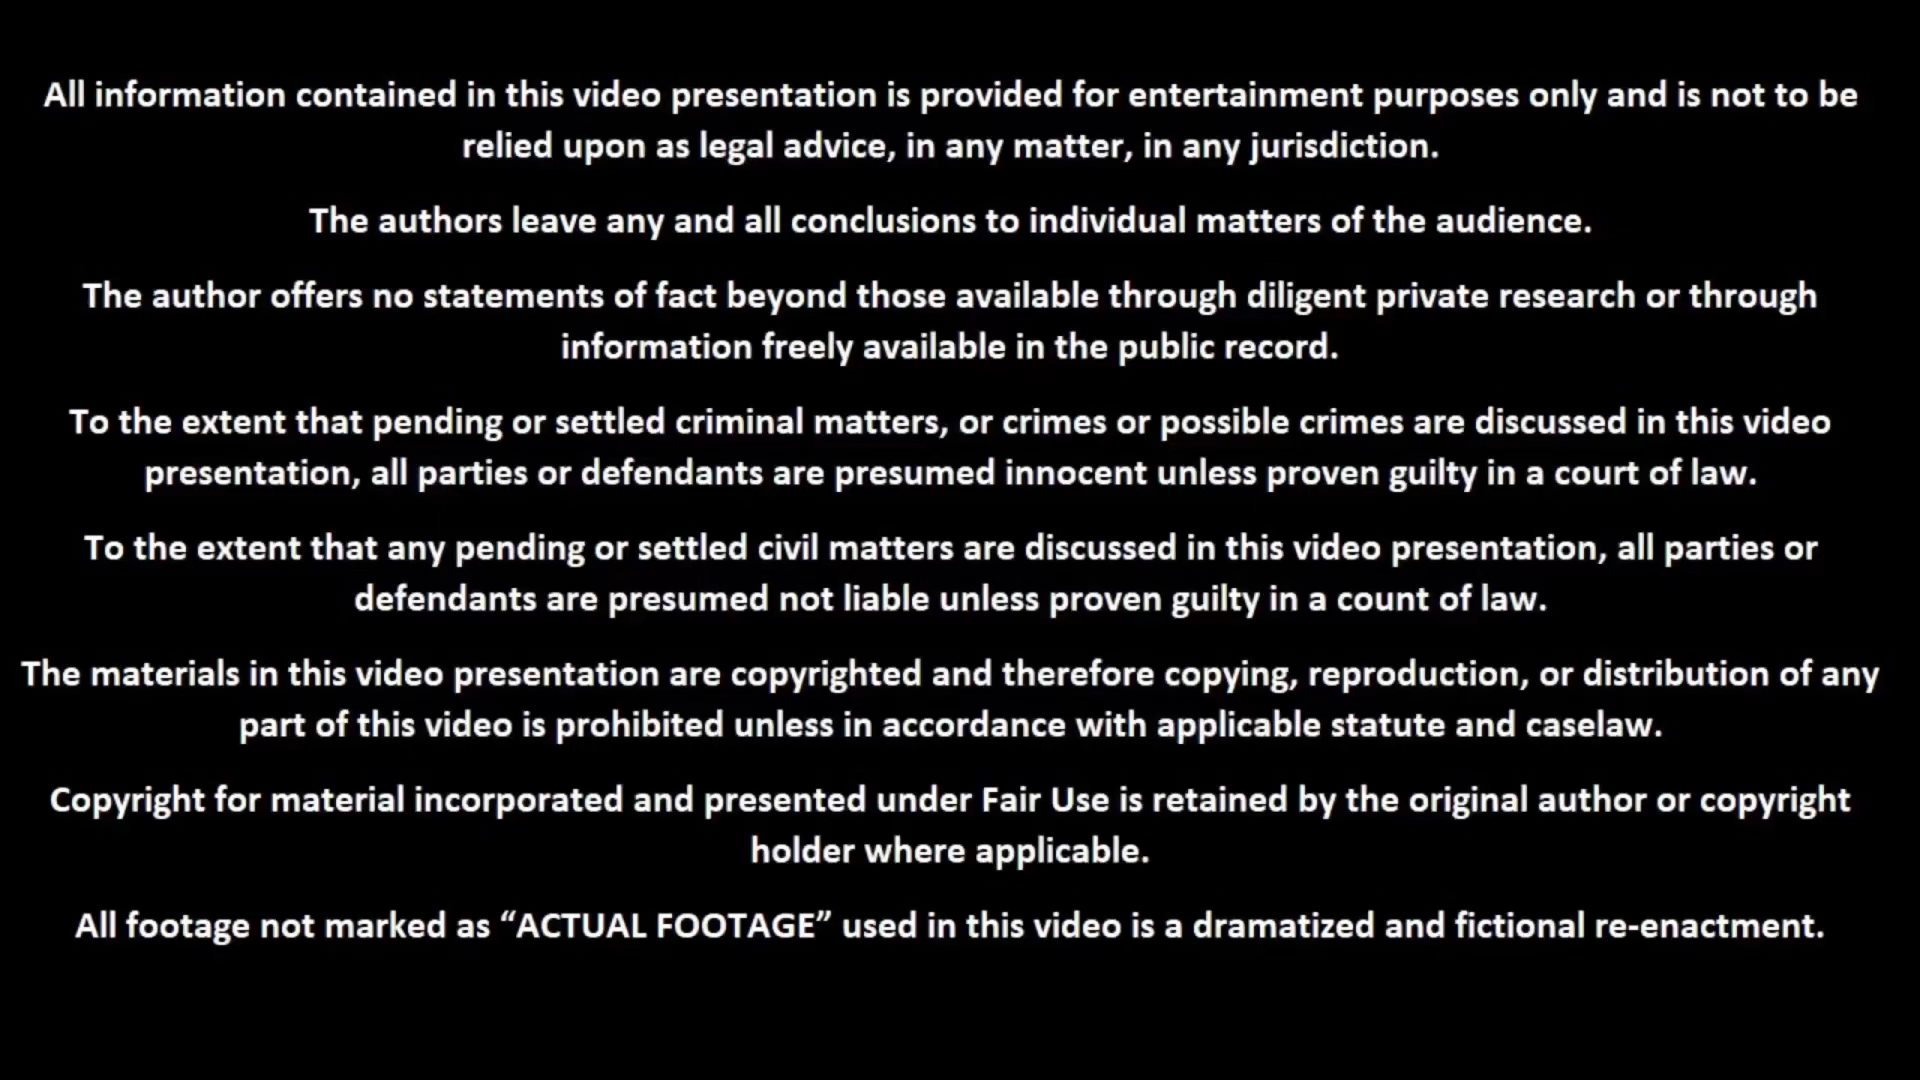 All information contained in this video presentation is provided for entertainment purposes only and is not to be
relied upon as legal advice, in any matter, in any jurisdiction.
The authors leave any and all conclusions to individual matters of the audience.
The author offers no statements of fact beyond those available through diligent private research or through
information freely available in the public record.
To the extent that pending or settled criminal matters, or crimes or possible crimes are discussed in this video
presentation, all parties or defendants are presumed innocent unless proven guilty in a court of law.
To the extent that any pending or settled civil matters are discussed in this video presentation, all parties or
defendants are presumed not liable unless proven guilty in a count of law.
The materials in this video presentation are copyrighted and therefore copying, reproduction, or distribution of any
part of this video is prohibited unless in accordance with applicable statute and caselaw.
Copyright for material incorporated and presented under Fair Use is retained by the original author or copyright
holder where applicable.
All footage not marked as “ACTUAL FOOTAGE” used in this video is a dramatized and fictional re-enactment.